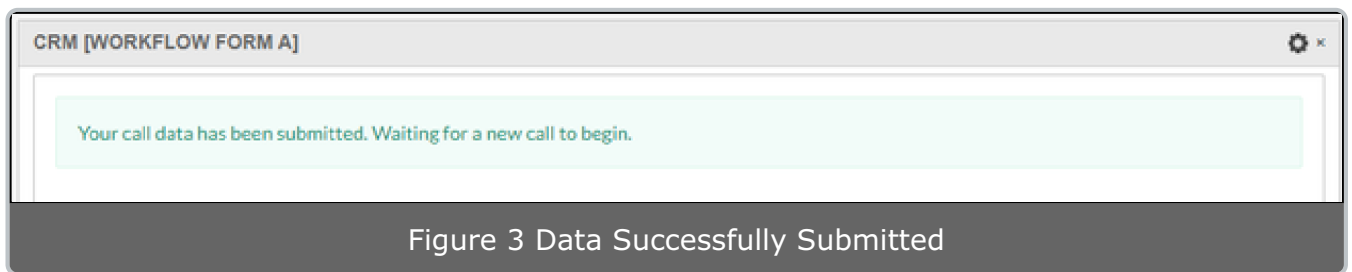 CRM [WORKFLOW FORM A]
Your call data has been submitted. Waiting for a new call to begin.
Figure 3 Data Successfully Submitted